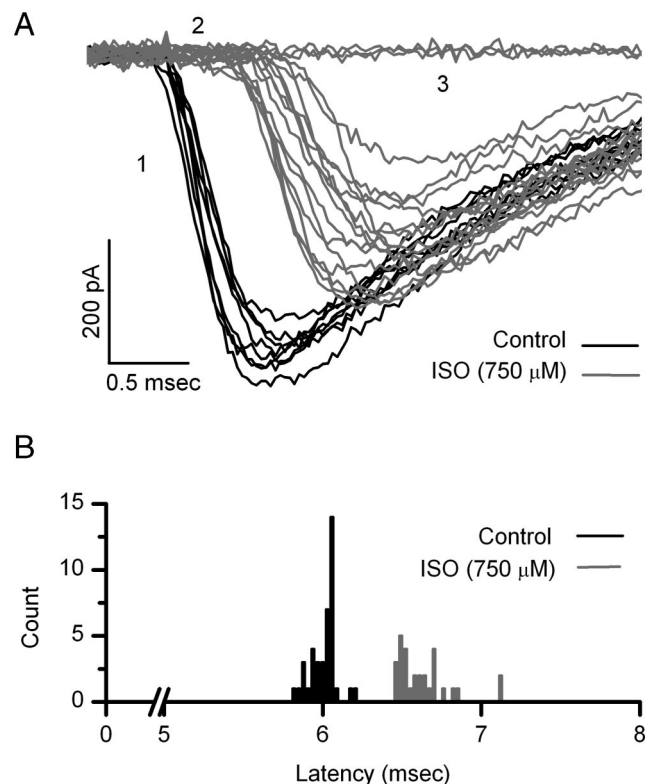 A
2
3
1
200 pA
0.5 msec
Control
ISO (750 μM)
B
15
10
5
0
Count
Control
ISO (750 μM)
0 5 6 7 8
Latency (msec)